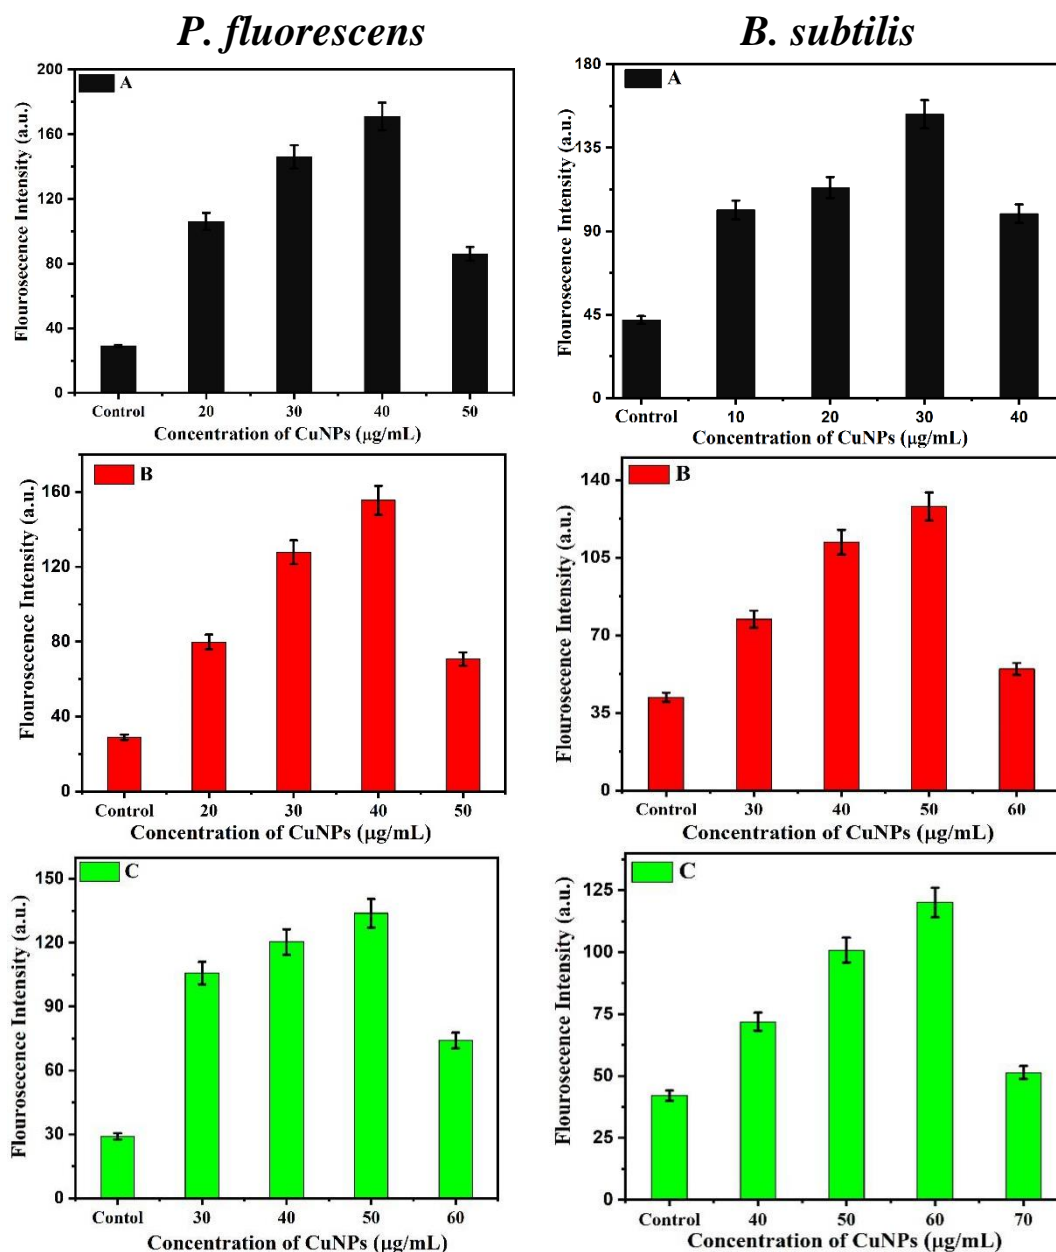 P. fluorescens
B. subtilis
A
Flourosecence Intensity (a.u.)
200
160
120
80
40
0
Control 20 30 40 50
Concentration of CuNPs (μg/mL)
A
Flourosecence Intensity (a.u.)
180
135
90
45
0
Control 10 20 30 40
Concentration of CuNPs (μg/mL)
B
Flourosecence Intensity (a.u.)
160
120
80
40
0
Control 20 30 40 50
Concentration of CuNPs (μg/mL)
B
Flourosecence Intensity (a.u.)
140
105
70
35
0
Control 30 40 50 60
Concentration of CuNPs (μg/mL)
C
Flourosecence Intensity (a.u.)
150
120
90
60
30
0
Contol 30 40 50 60
Concentration of CuNPs (μg/mL)
C
Flourosecence Intensity (a.u.)
125
100
75
50
25
0
Control 40 50 60 70
Concentration of CuNPs (μg/mL)